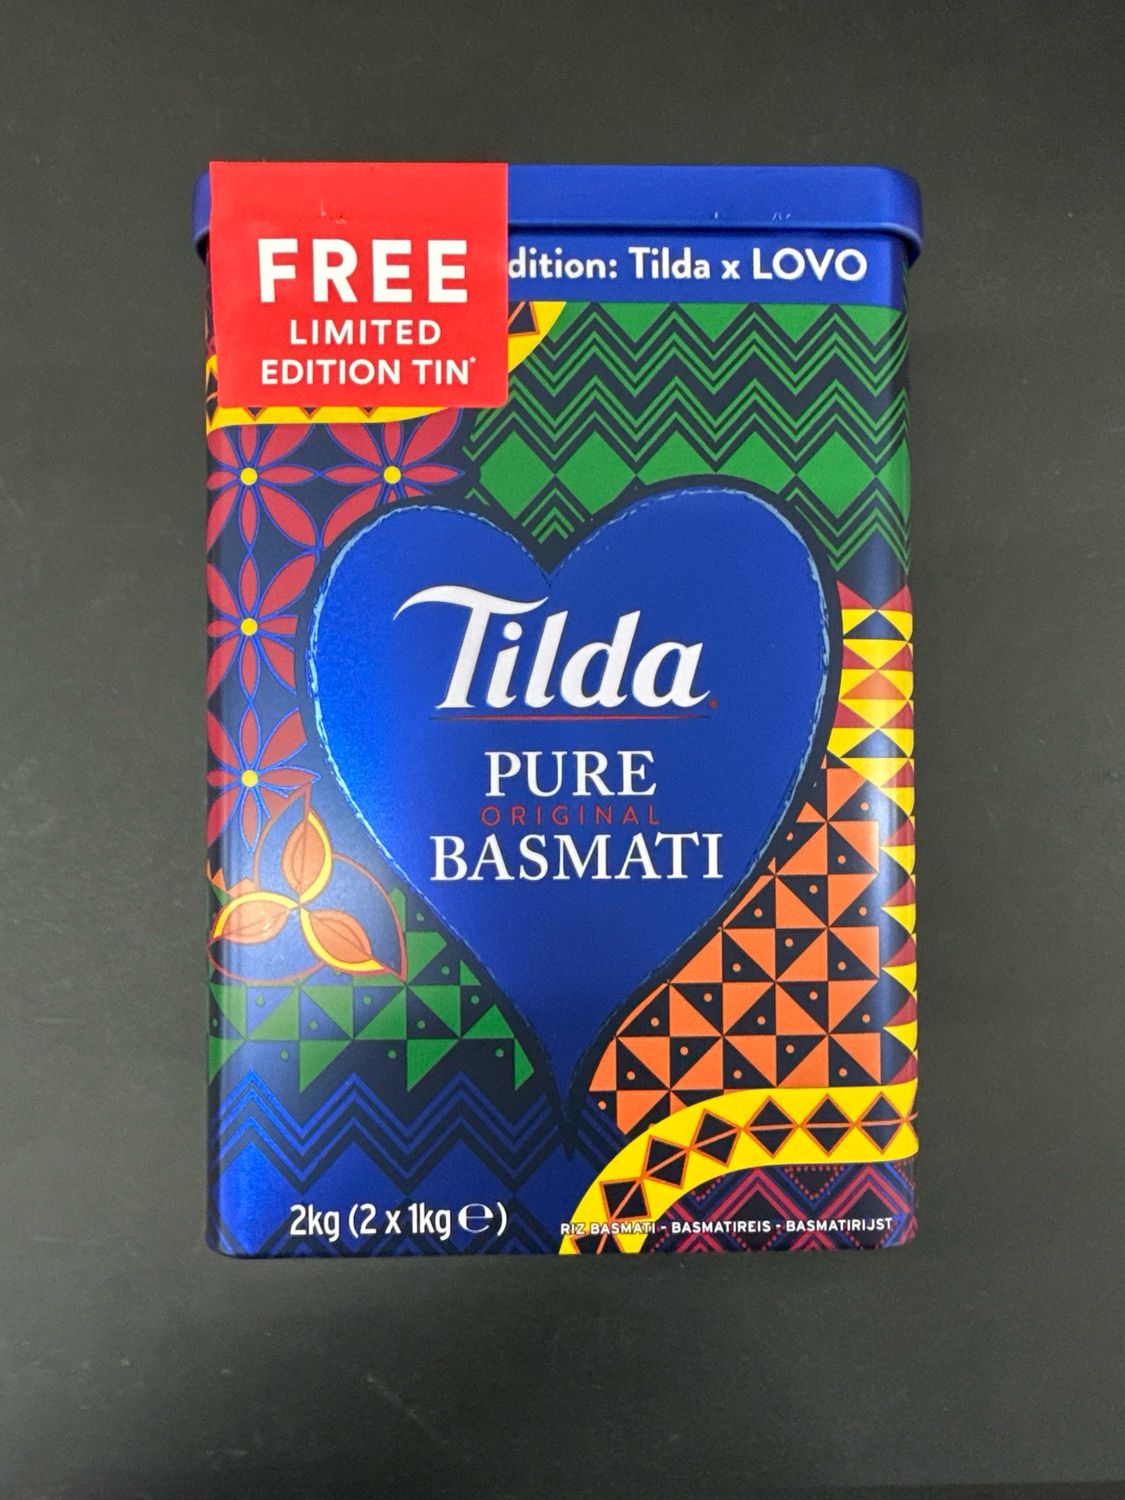 FREE
LIMITED
EDITION TIN*
dition: Tilda x LOVO
Tilda
PURE
ORIGINAL
BASMATI
2kg (2 x 1kg ℮)
RIZ BASMATI - BASMATIREIS - BASMATIRIJST